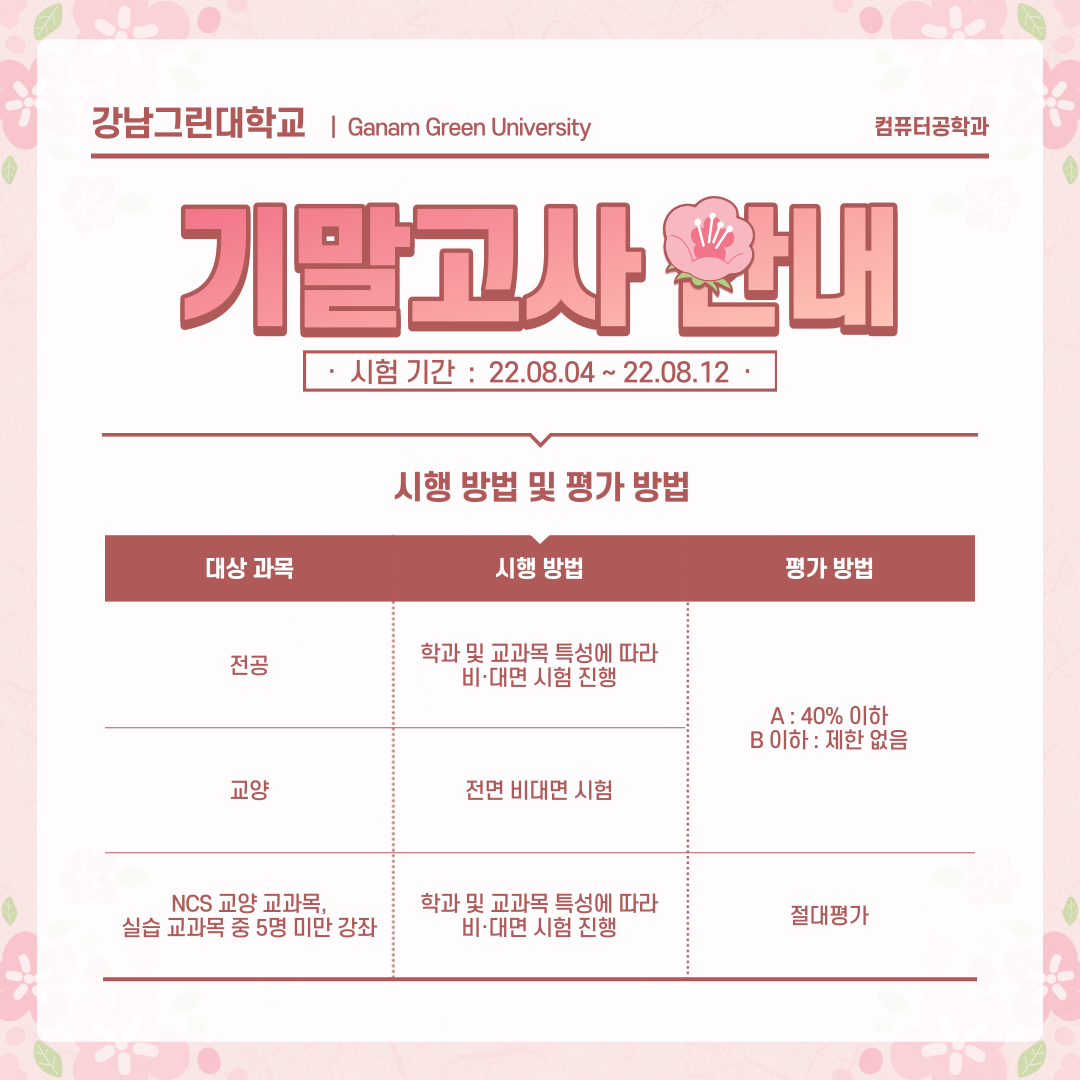 강남그린대학교 | Ganam Green University
컴퓨터공학과
기말고사 안내
· 시험 기간 : 22.08.04 ~ 22.08.12 ·
시행 방법 및 평가 방법
대상 과목 시행 방법 평가 방법
전공
학과 및 교과목 특성에 따라
비·대면 시험 진행
A : 40% 이하
B 이하 : 제한 없음
교양
전면 비대면 시험
NCS 교양 교과목,
실습 교과목 중 5명 미만 강좌
학과 및 교과목 특성에 따라
비·대면 시험 진행
절대평가